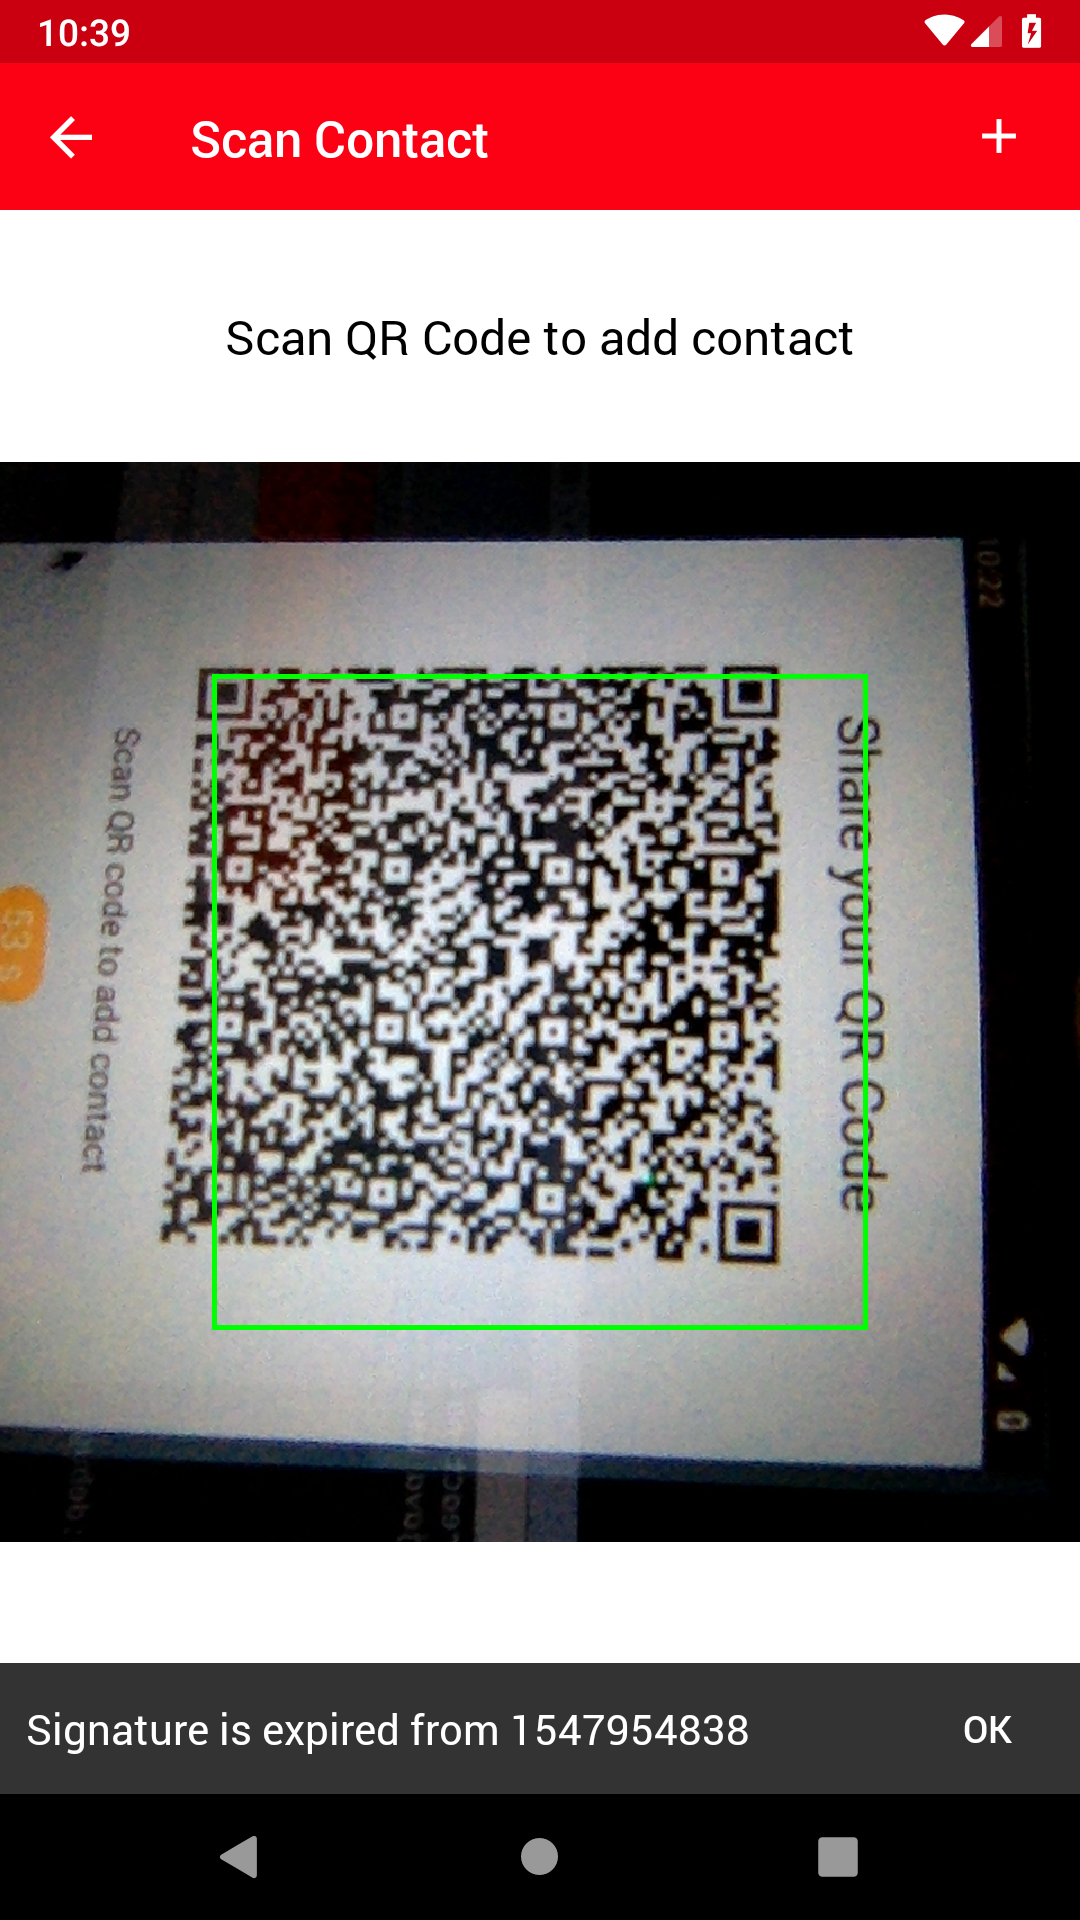 10:39
Scan Contact
Scan QR Code to add contact
10:22
Share your QR Code
Scan QR code to add contact
53 s
Signature is expired from 1547954838
OK